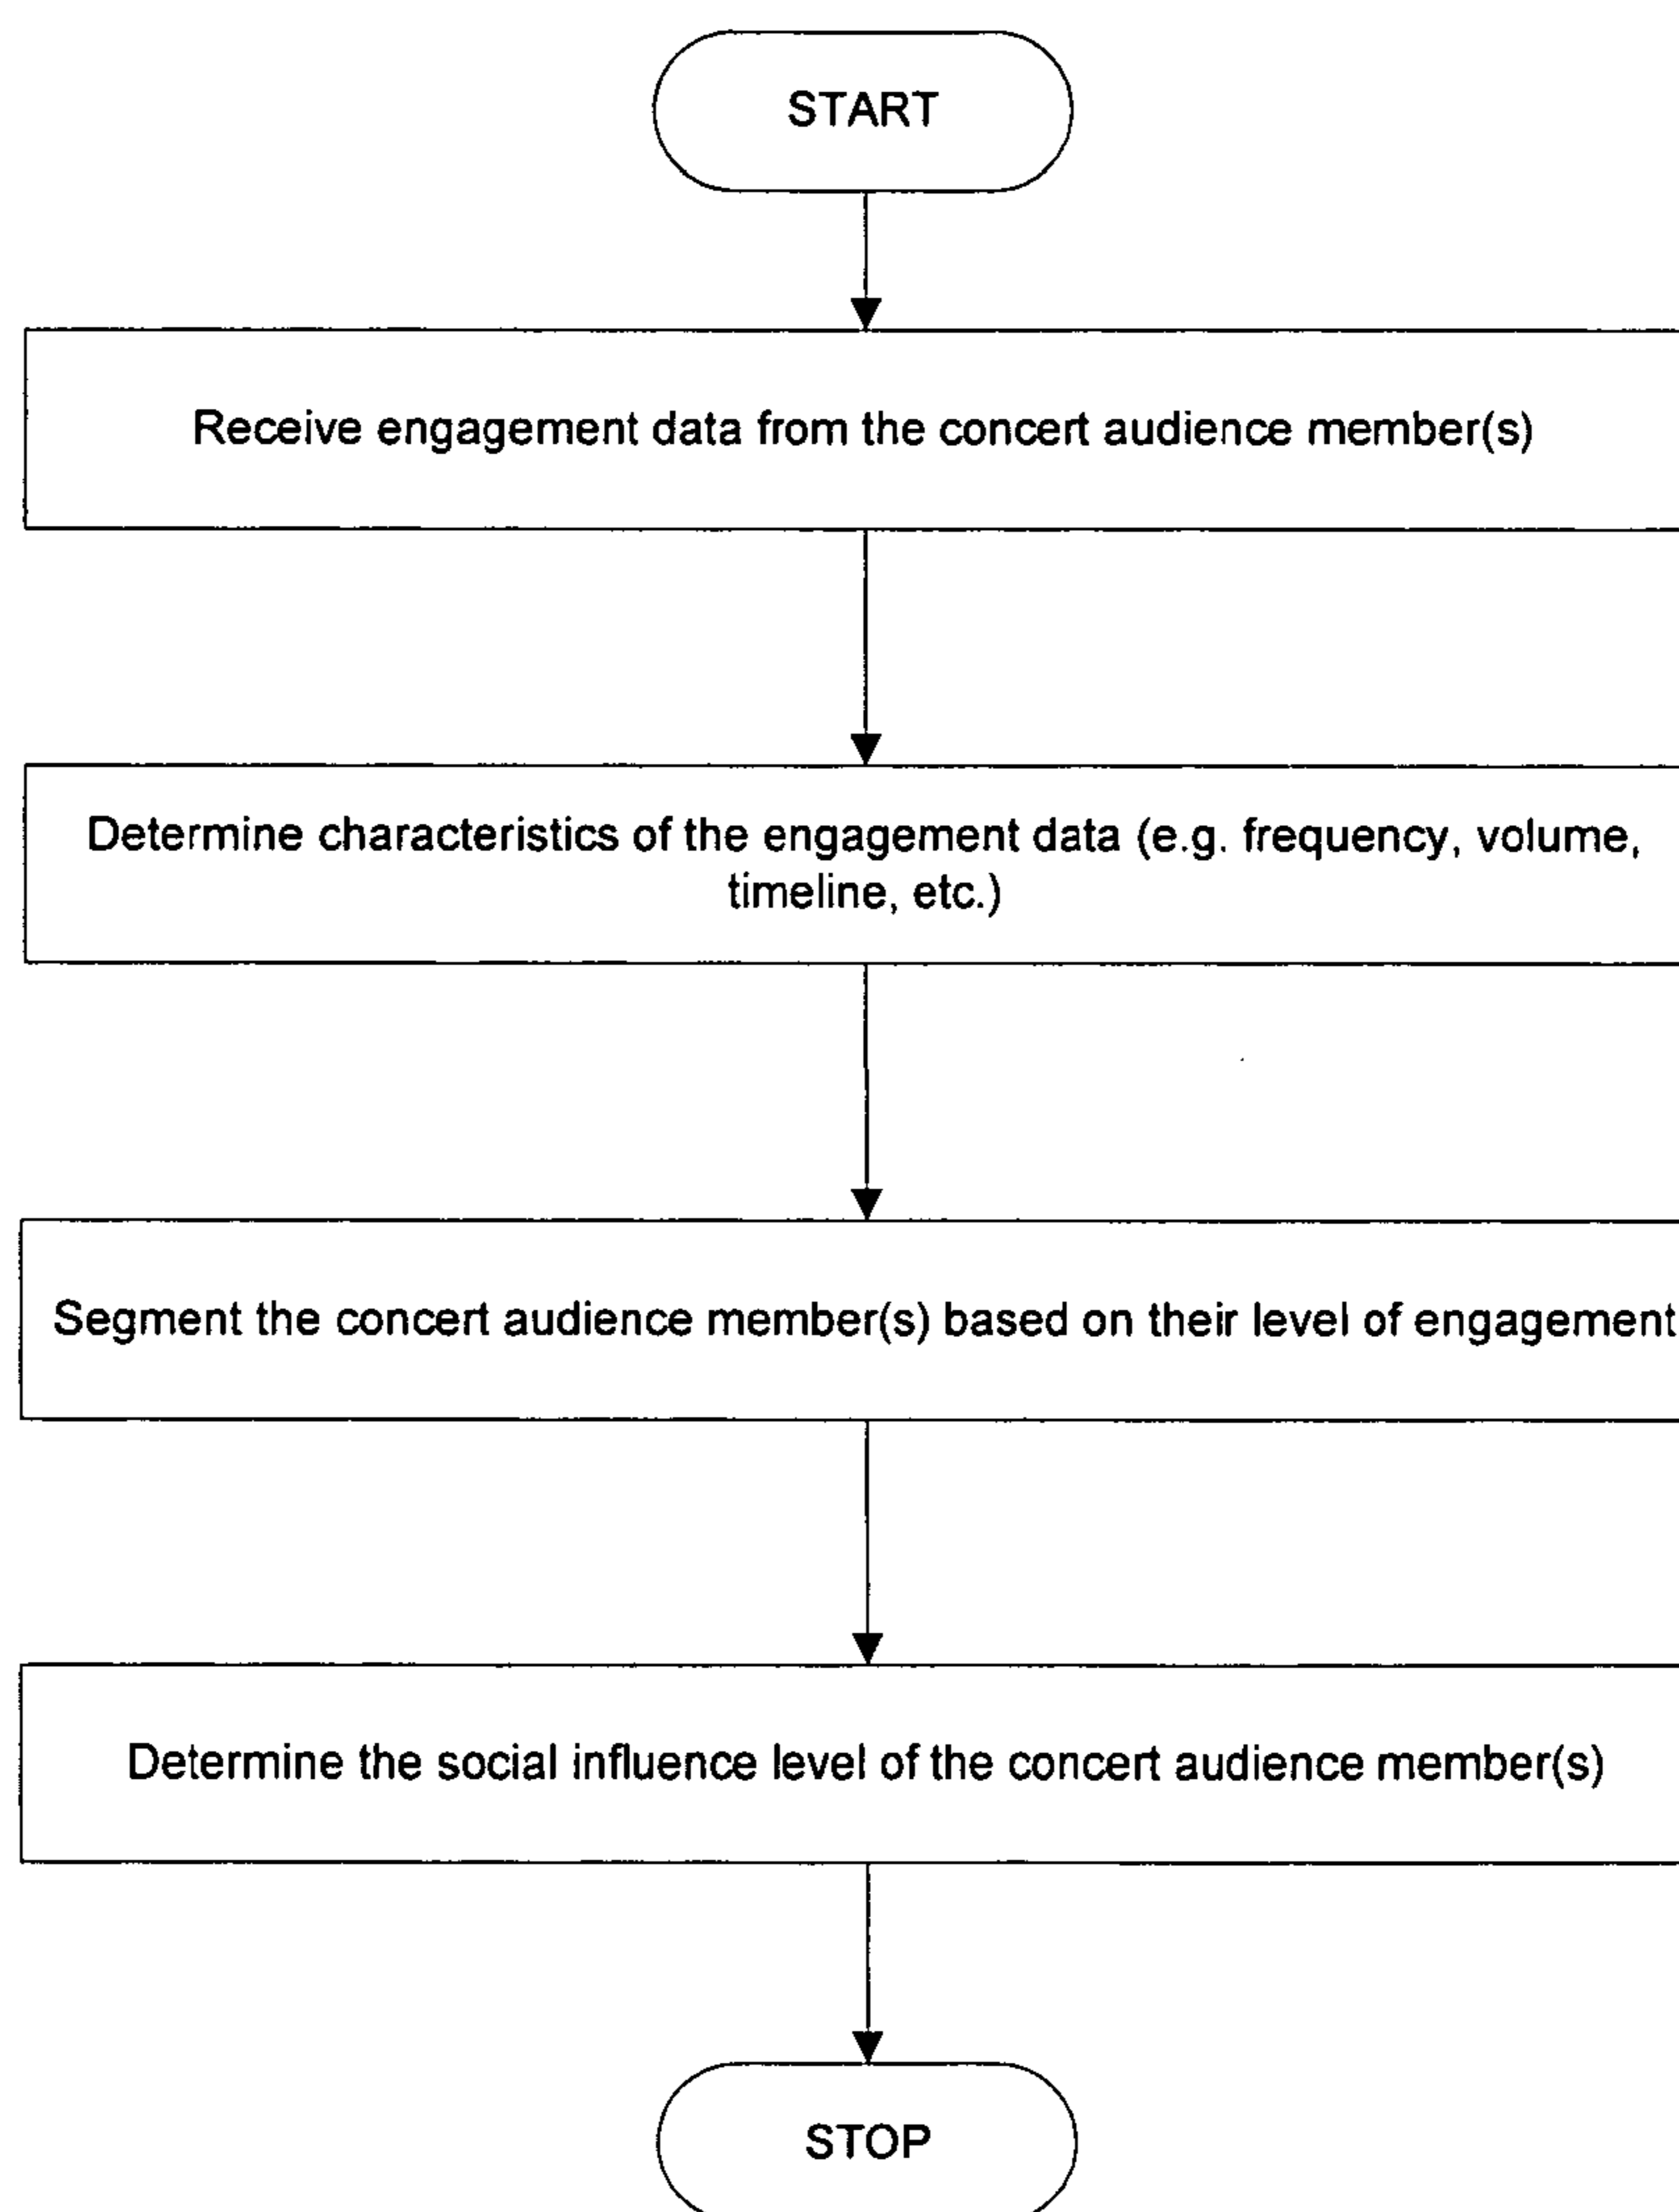 START
Receive engagement data from the concert audience member(s)
Determine characteristics of the engagement data (e.g. frequency, volume,
timeline, etc.)
Segment the concert audience member(s) based on their level of engagement
Determine the social influence level of the concert audience member(s)
STOP